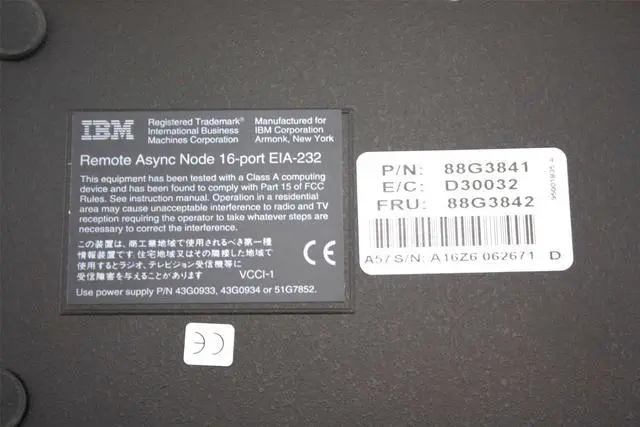 IBM
Registered Trademark®
International Business
Machines Corporation
Manufactured for
IBM Corporation
Armonk, New York
Remote Async Node 16-port EIA-232
This equipment has been tested with a Class A computing
device and has been found to comply with Part 15 of FCC
Rules. See instruction manual. Operation in a residential
area may cause unacceptable interference to radio and TV
reception requiring the operator to take whatever steps are
necessary to correct the interference.
この装置は、商工業地域で使用されるべき第一種
情報装置です。住宅地域又はその隣接した地域で
使用するとラジオ、テレビジョン受信機等に
受信障害を与えることがあります
VCCI-1
CE
Use power supply P/N 43G0933, 43G0934 or 51G7852.
P/N: 88G3841
E/C: D30032
FRU: 88G3842
A57 S/N: A16Z6 062671 D
CE